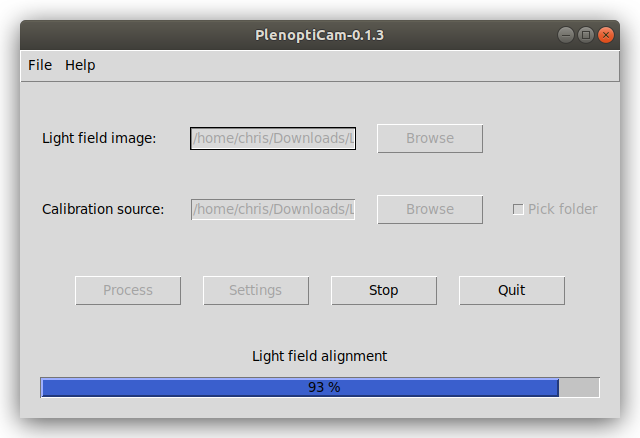 PlenoptiCam-0.1.3
File Help
Light field image: /home/chris/Downloads/L Browse
Calibration source: /home/chris/Downloads/L Browse Pick folder
Process Settings Stop Quit
Light field alignment
93 %